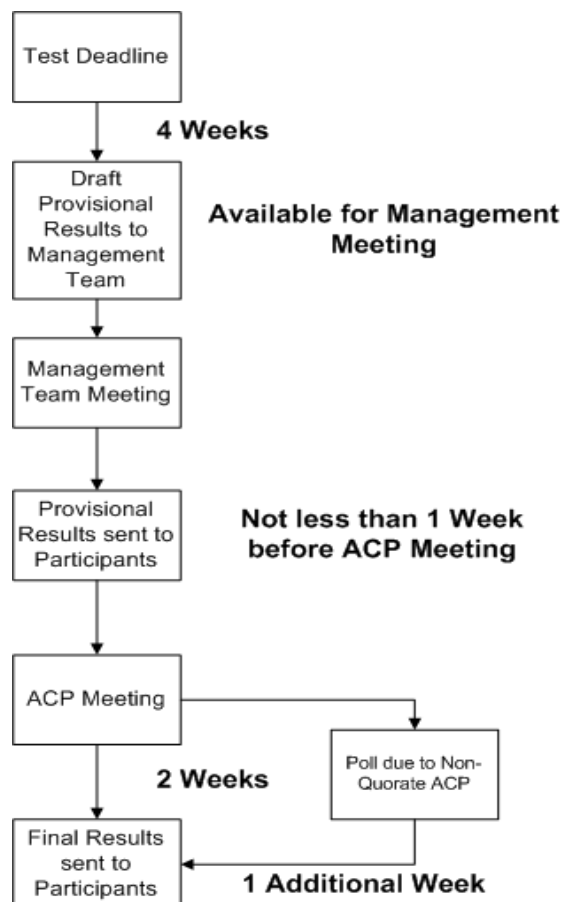 Test Deadline
4 Weeks
Draft
Provisional
Results to
Management
Team
Available for Management
Meeting
Management
Team Meeting
Provisional
Results sent to
Participants
Not less than 1 Week
before ACP Meeting
ACP Meeting
2 Weeks
Poll due to Non-
Quorate ACP
Final Results
sent to
Participants
1 Additional Week